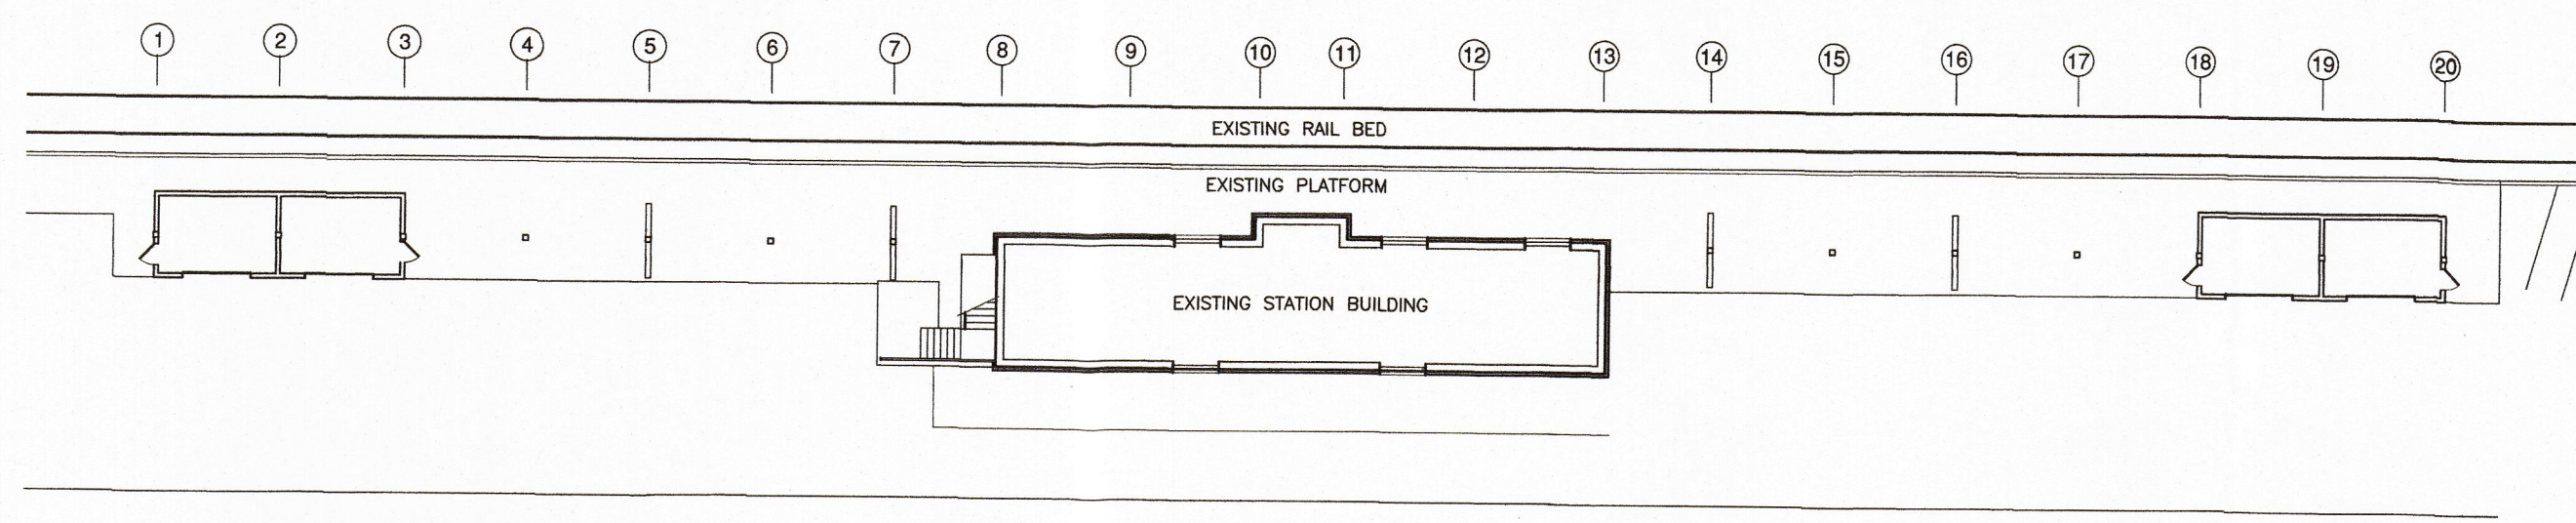 1 2 3 4 5 6 7 8 9 10 11 12 13 14 15 16 17 18 19 20
EXISTING RAIL BED
EXISTING PLATFORM
EXISTING STATION BUILDING